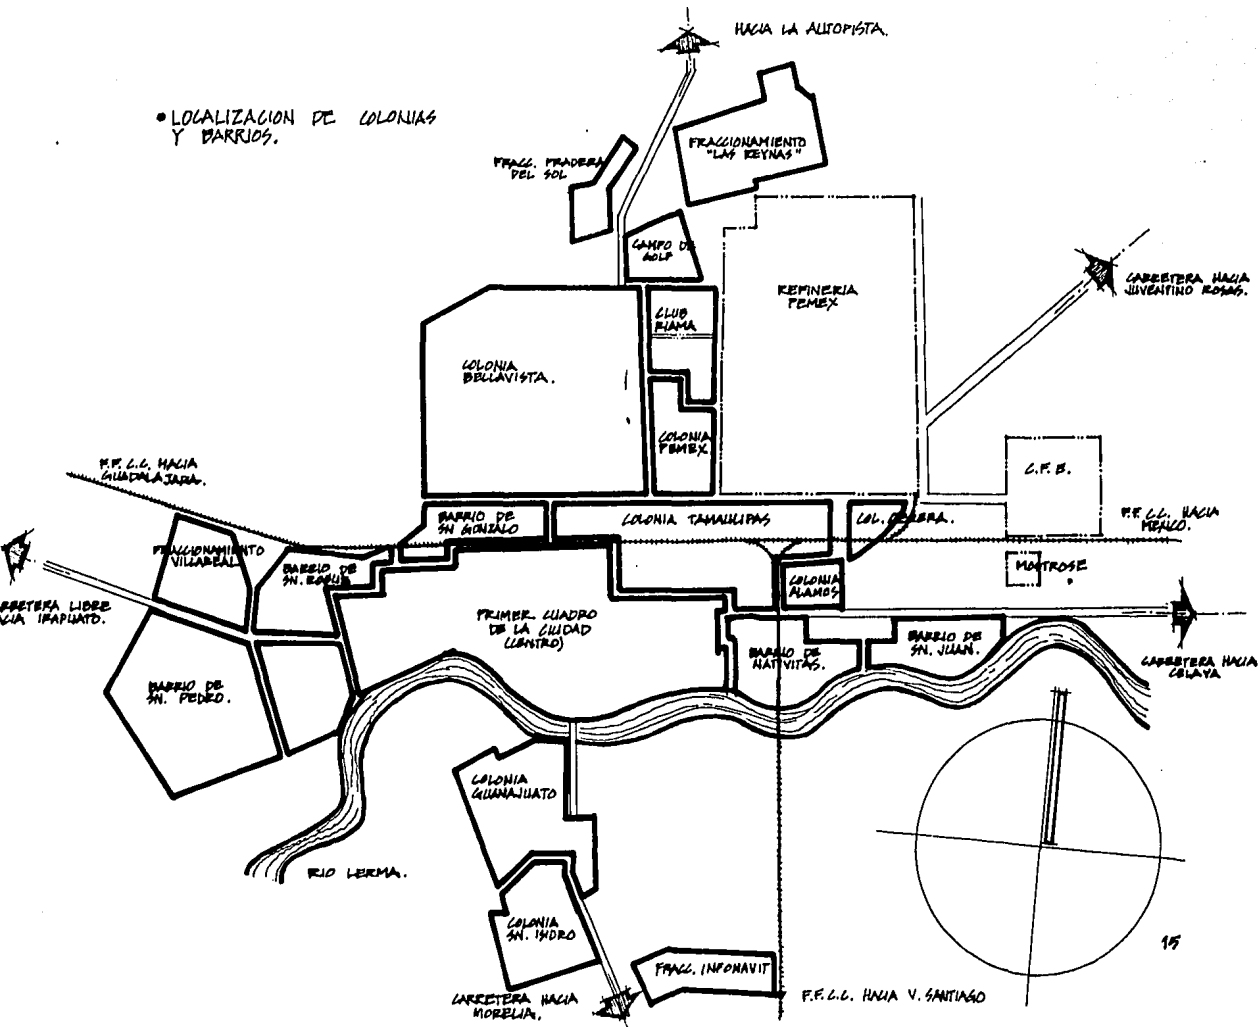 HACIA LA AUTOPISTA.
• LOCALIZACION DE COLONIAS
Y BARRIOS.
FRACCIONAMIENTO
"LAS REYNAS"
FRACC. PRADERA
DEL SOL
CAMPO DE
GOLF
REFINERIA
PEMEX
CARRETERA HACIA
JUVENTINO ROSAS.
CLUB
RIAMA
COLONIA
BELLAVISTA.
COLONIA
PEMEX
F.F.C.C. HACIA
GUADALAJARA.
C.F.E.
BARRIO DE
SN GONZALO
COLONIA TAMAULIPAS
COL. OBRERA.
F.F.C.C. HACIA
MEXICO.
FRACCIONAMIENTO
VILLAREAL
BARRIO DE
SN. ROQUE
MONTROSE
COLONIA
ALAMOS
CARRETERA LIBRE
HACIA IRAPUATO.
PRIMER CUADRO
DE LA CIUDAD
(CENTRO)
BARRIO DE
NATIVITAS.
BARRIO DE
SN. JUAN.
CARRETERA HACIA
CELAYA
BARRIO DE
SN. PEDRO.
COLONIA
GUANAJUATO
RIO LERMA.
COLONIA
SN. ISIDRO
15
FRACC. INFONAVIT
CARRETERA HACIA
MORELIA.
F.F.C.C. HACIA V. SANTIAGO